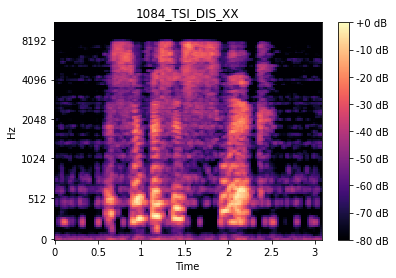 1084_TSI_DIS_XX
+0 dB
8192
-10 dB
4096
-20 dB
-30 dB
2048
-40 dB
Hz
1024
-50 dB
512
-60 dB
-70 dB
0
-80 dB
0 0.5 1 1.5 2 2.5 3
Time